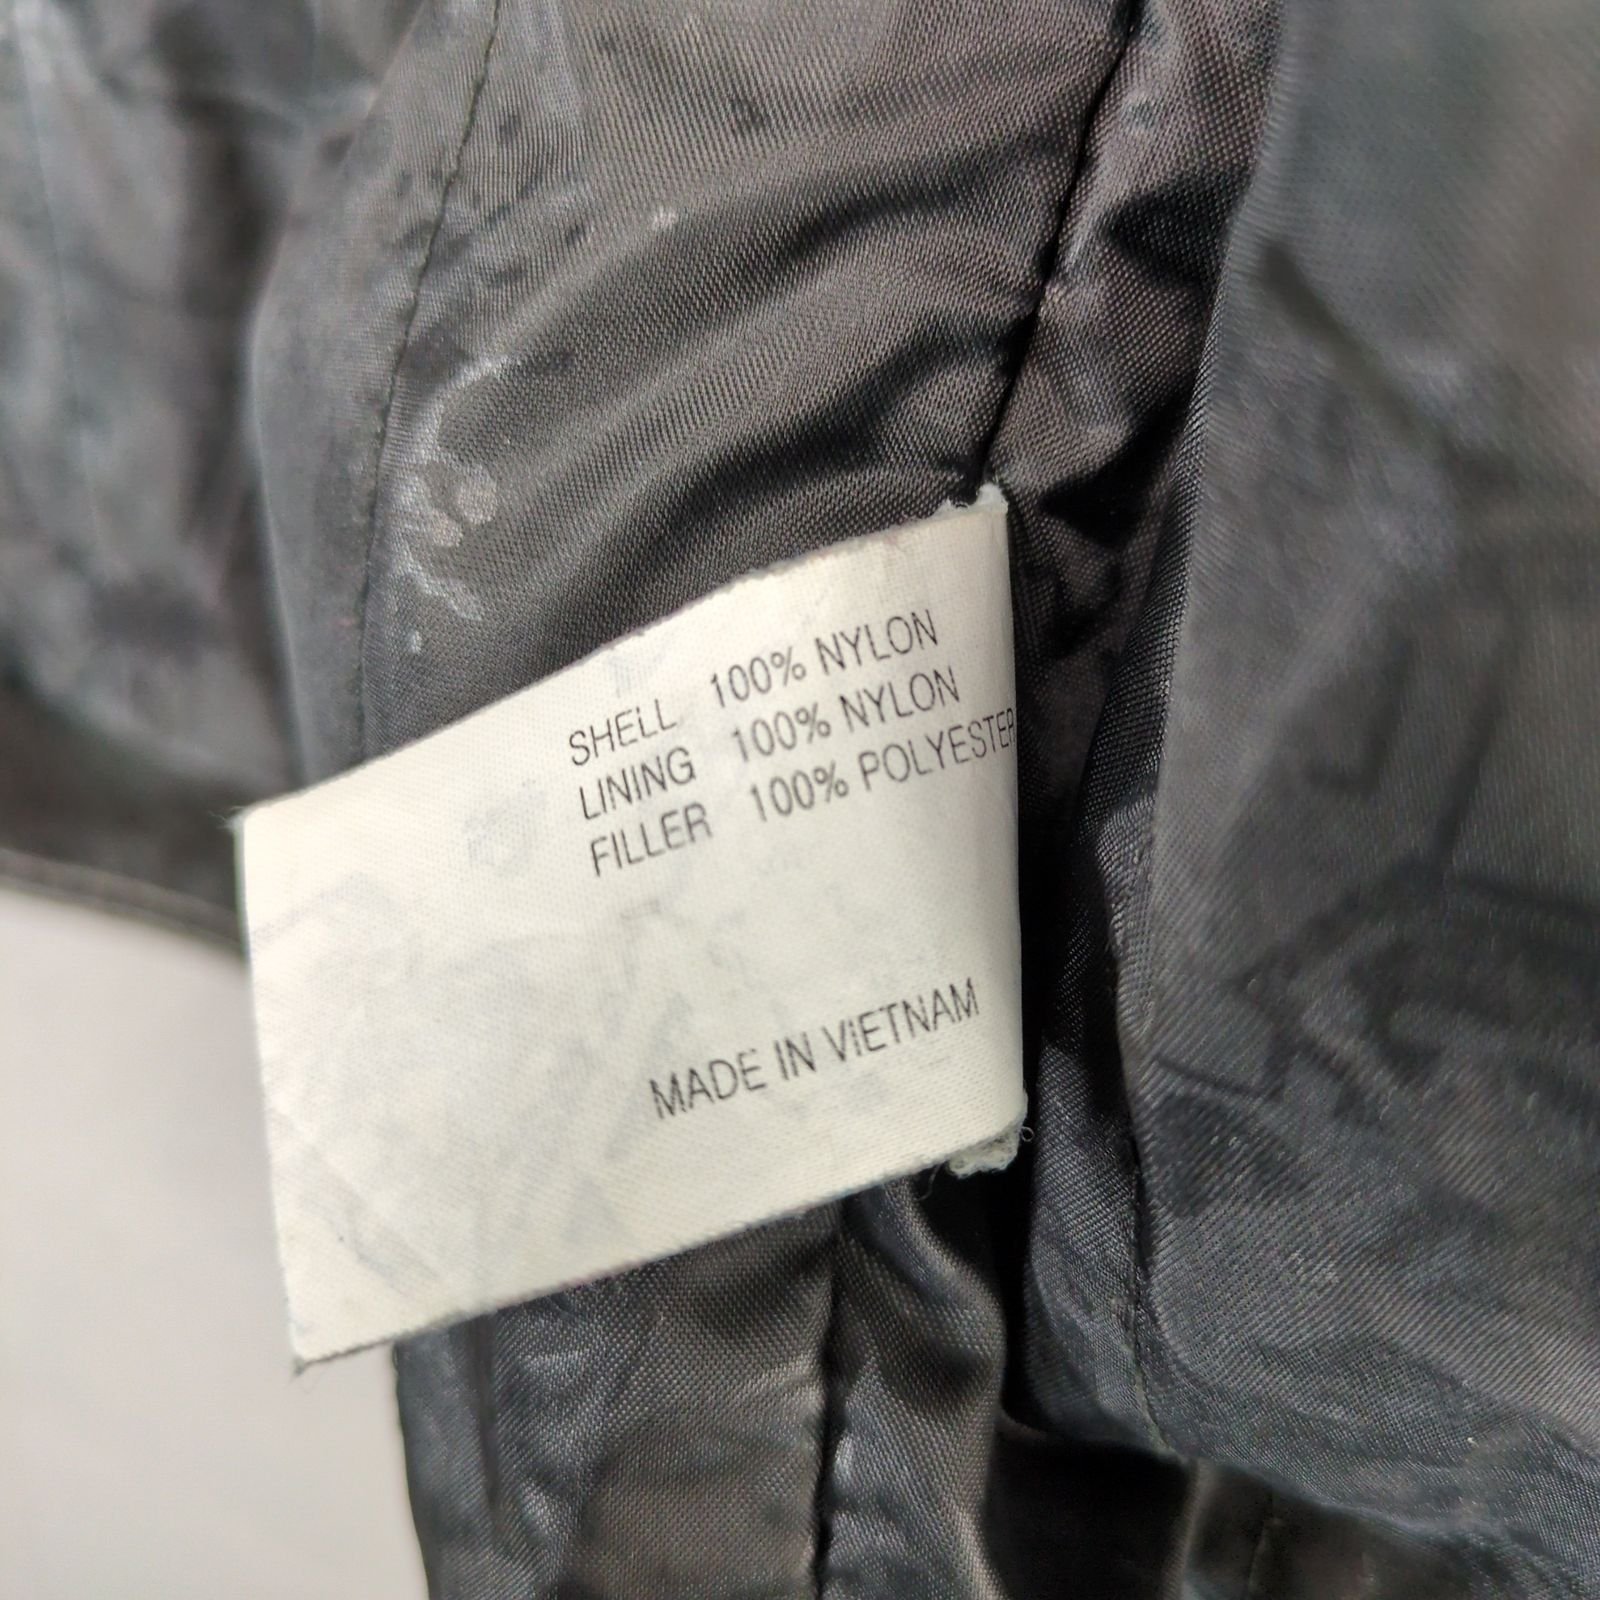 SHELL 100% NYLON
LINING 100% NYLON
FILLER 100% POLYESTER
MADE IN VIETNAM